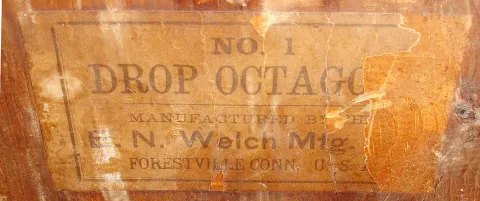 NO. 1
DROP OCTAGO
MANUFACTURED BY
E. N. Welch Mfg.
FORESTVILLE CONN. U. S. A